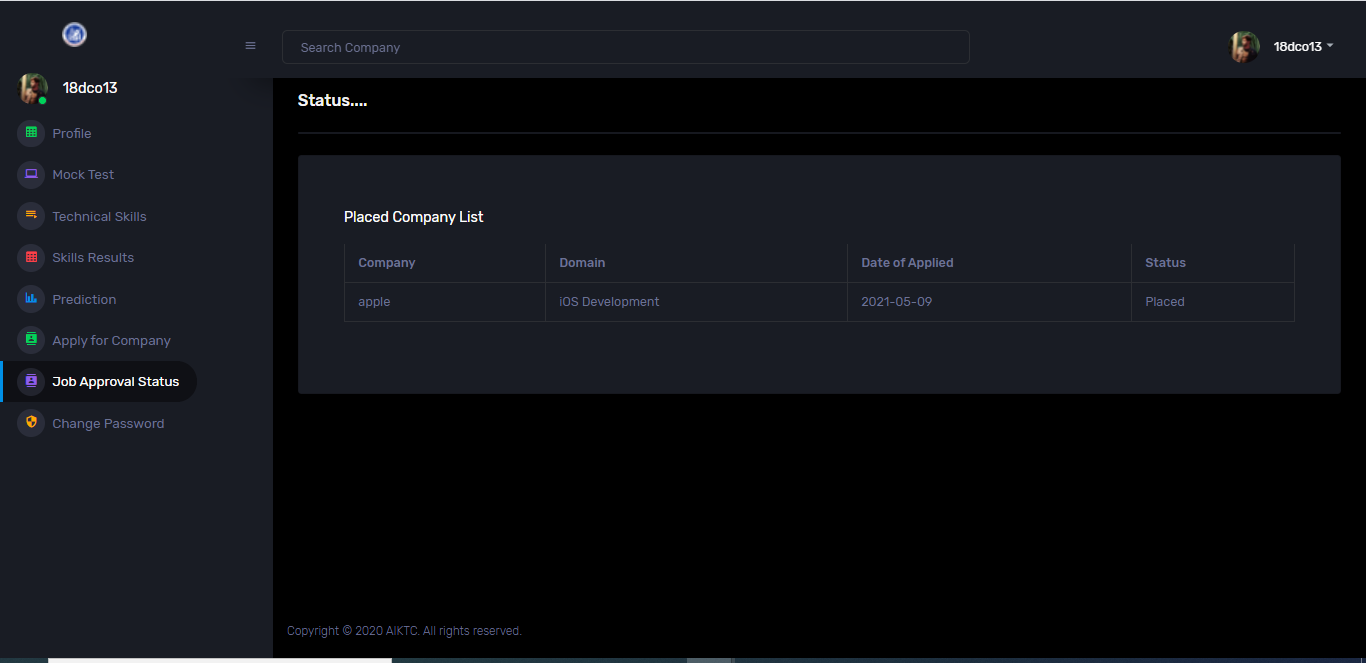 Search Company
18dco13
18dco13
Profile
Mock Test
Technical Skills
Skills Results
Prediction
Apply for Company
Job Approval Status
Change Password
Status....
Placed Company List
Company Domain Date of Applied Status
apple iOS Development 2021-05-09 Placed
Copyright © 2020 AIKTC. All rights reserved.